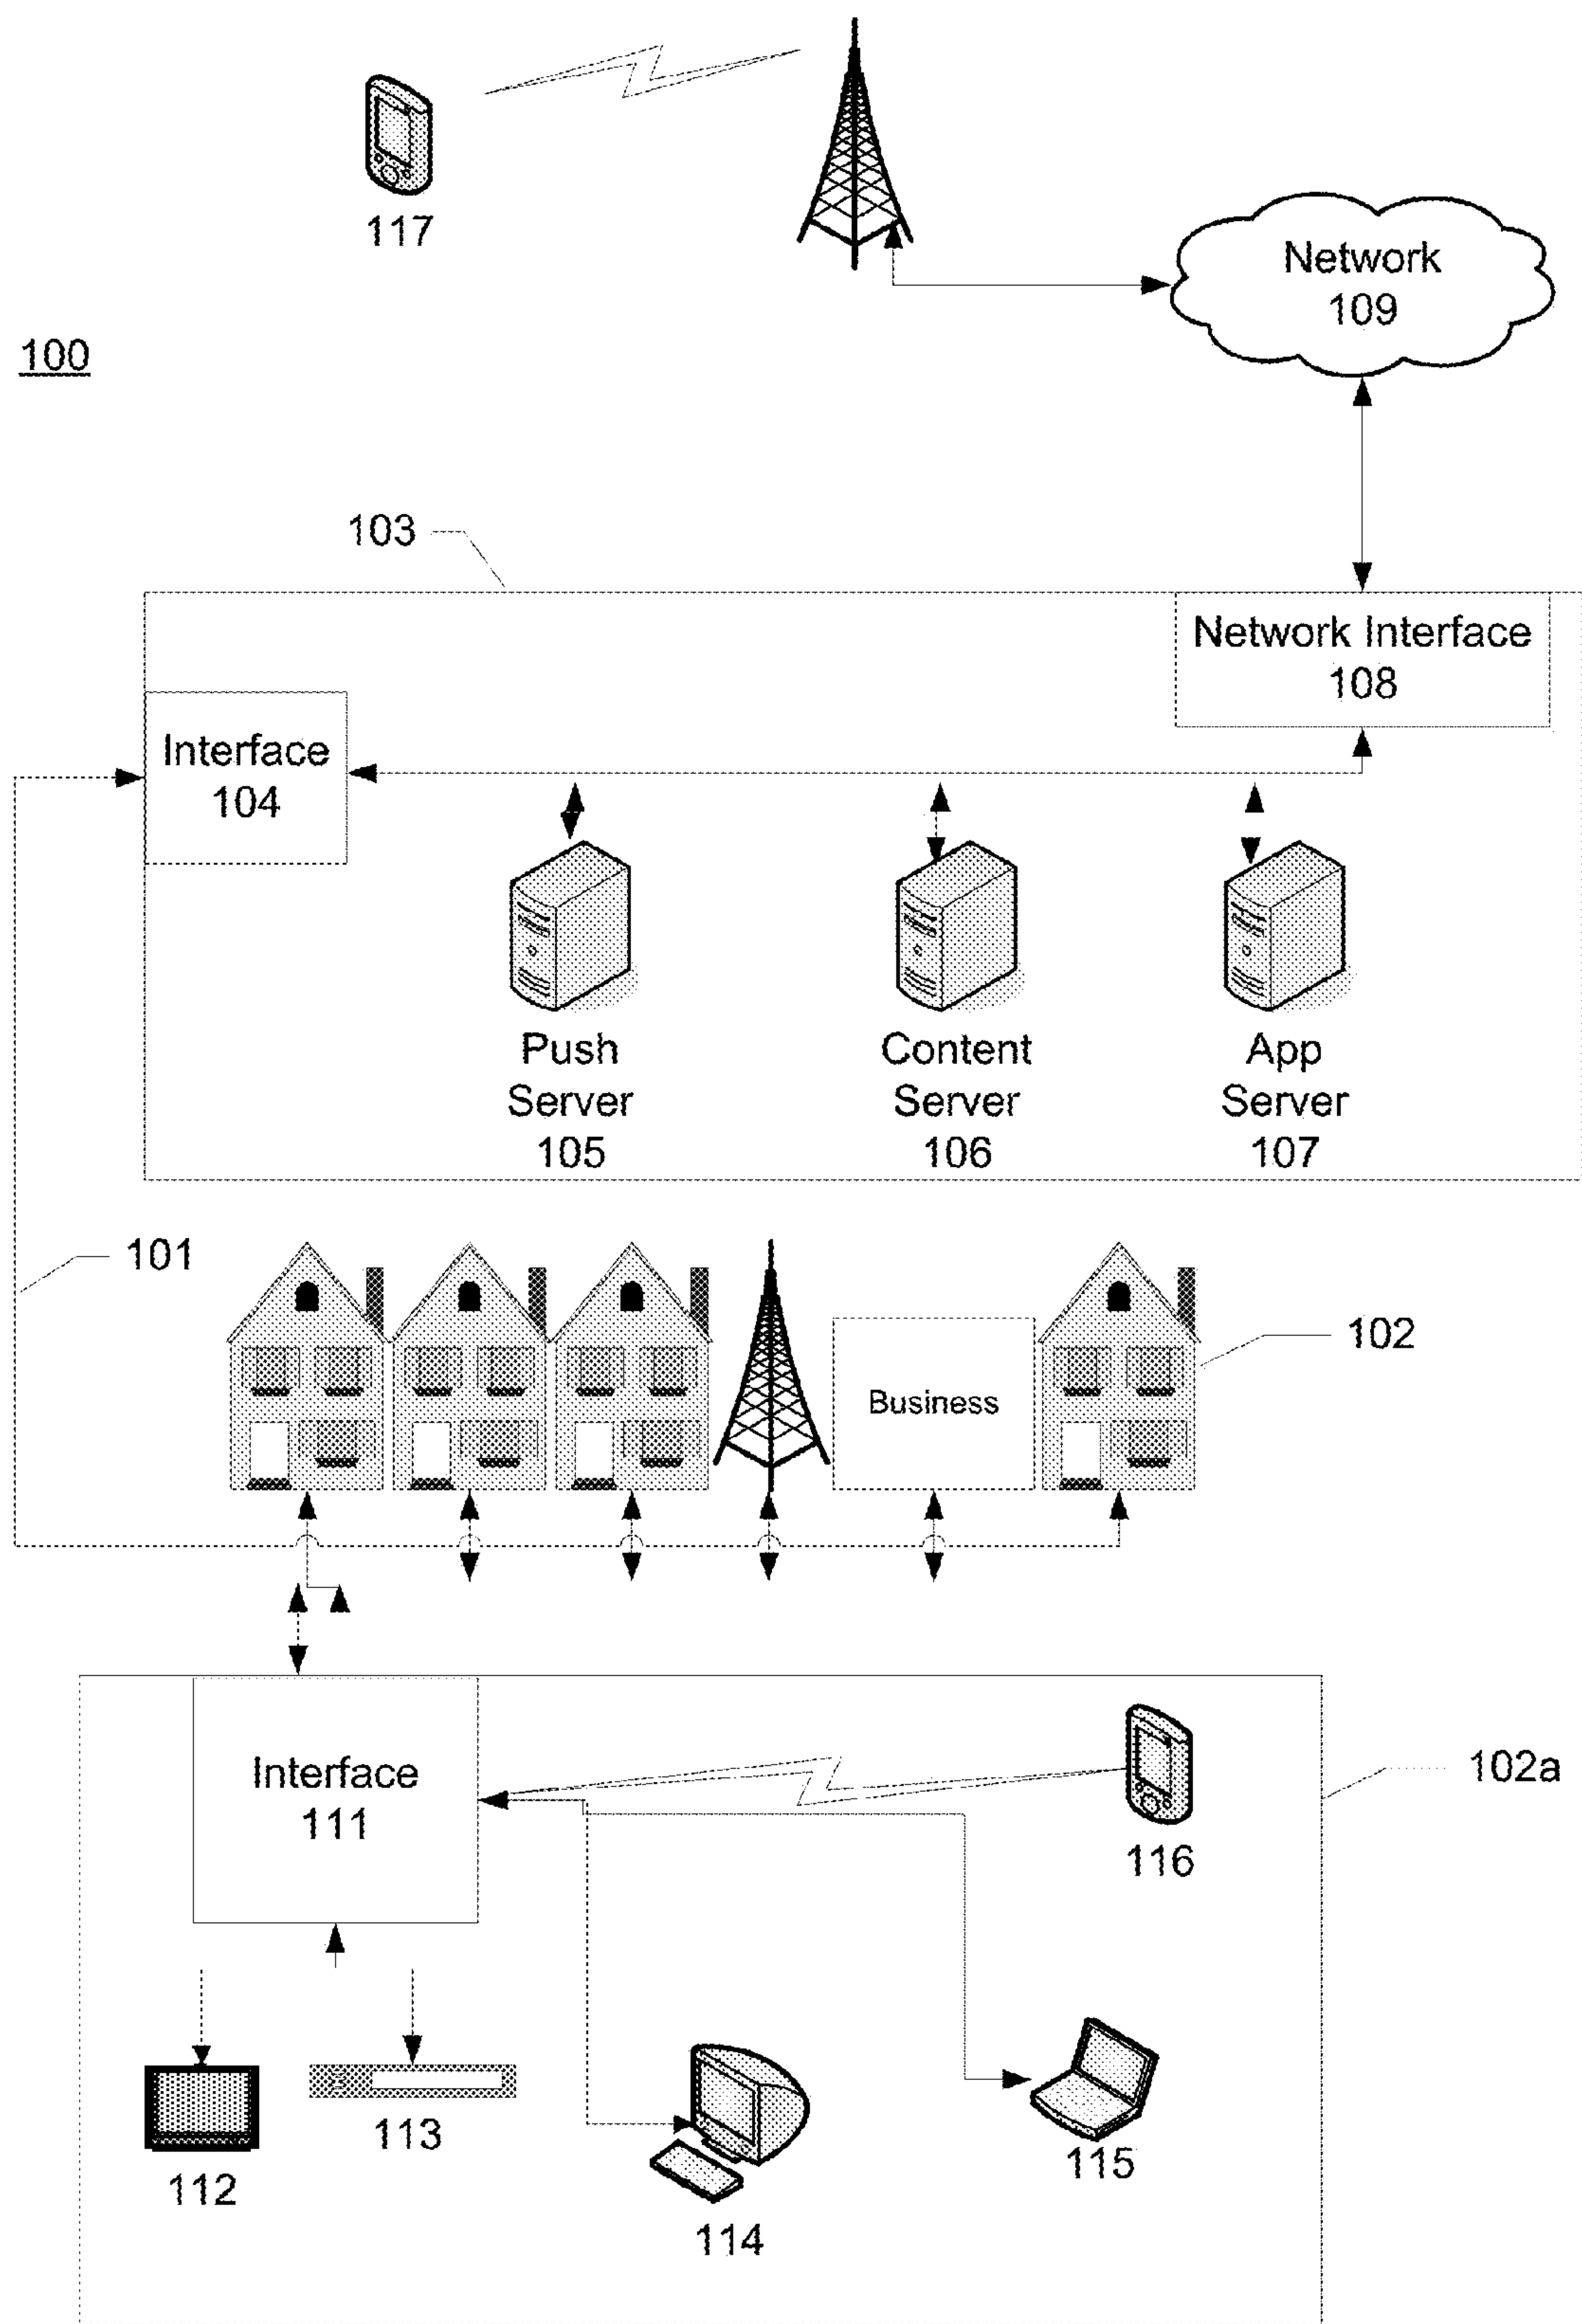 117
Network
109
100
103
Network Interface
108
Interface
104
Push
Server
105
Content
Server
106
App
Server
107
101
102
Business
Interface
111
102a
116
112
113
114
115